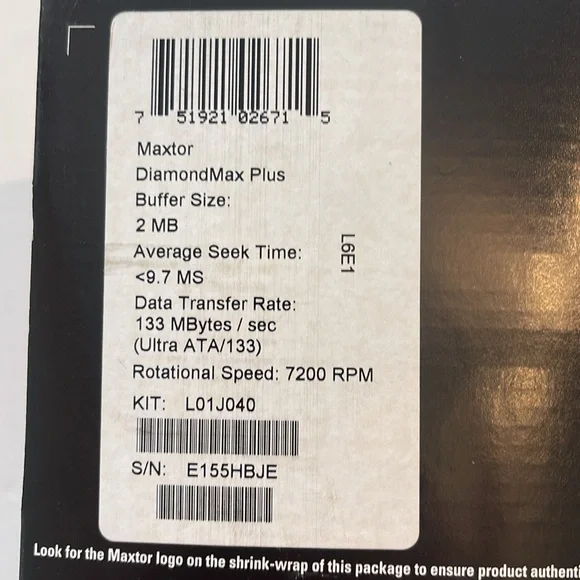 7 51921 02671 5
Maxtor
DiamondMax Plus
Buffer Size:
2 MB
Average Seek Time:
<9.7 MS
L6E1
Data Transfer Rate:
133 MBytes / sec
(Ultra ATA/133)
Rotational Speed: 7200 RPM
KIT: L01J040
S/N: E155HBJE
Look for the Maxtor logo on the shrink-wrap of this package to ensure product authenti